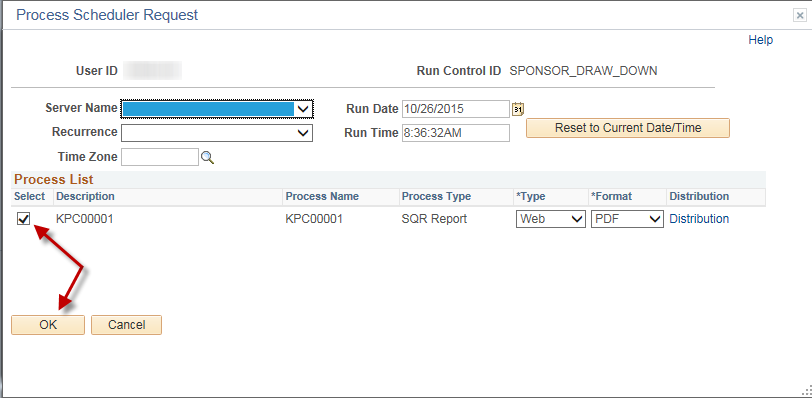 Process Scheduler Request
Help
User ID Run Control ID SPONSOR_DRAW_DOWN
Server Name Run Date 10/26/2015 31
Recurrence Run Time 8:36:32AM Reset to Current Date/Time
Time Zone
Process List
Select Description Process Name Process Type *Type *Format Distribution
KPC00001 KPC00001 SQR Report Web PDF Distribution
OK Cancel